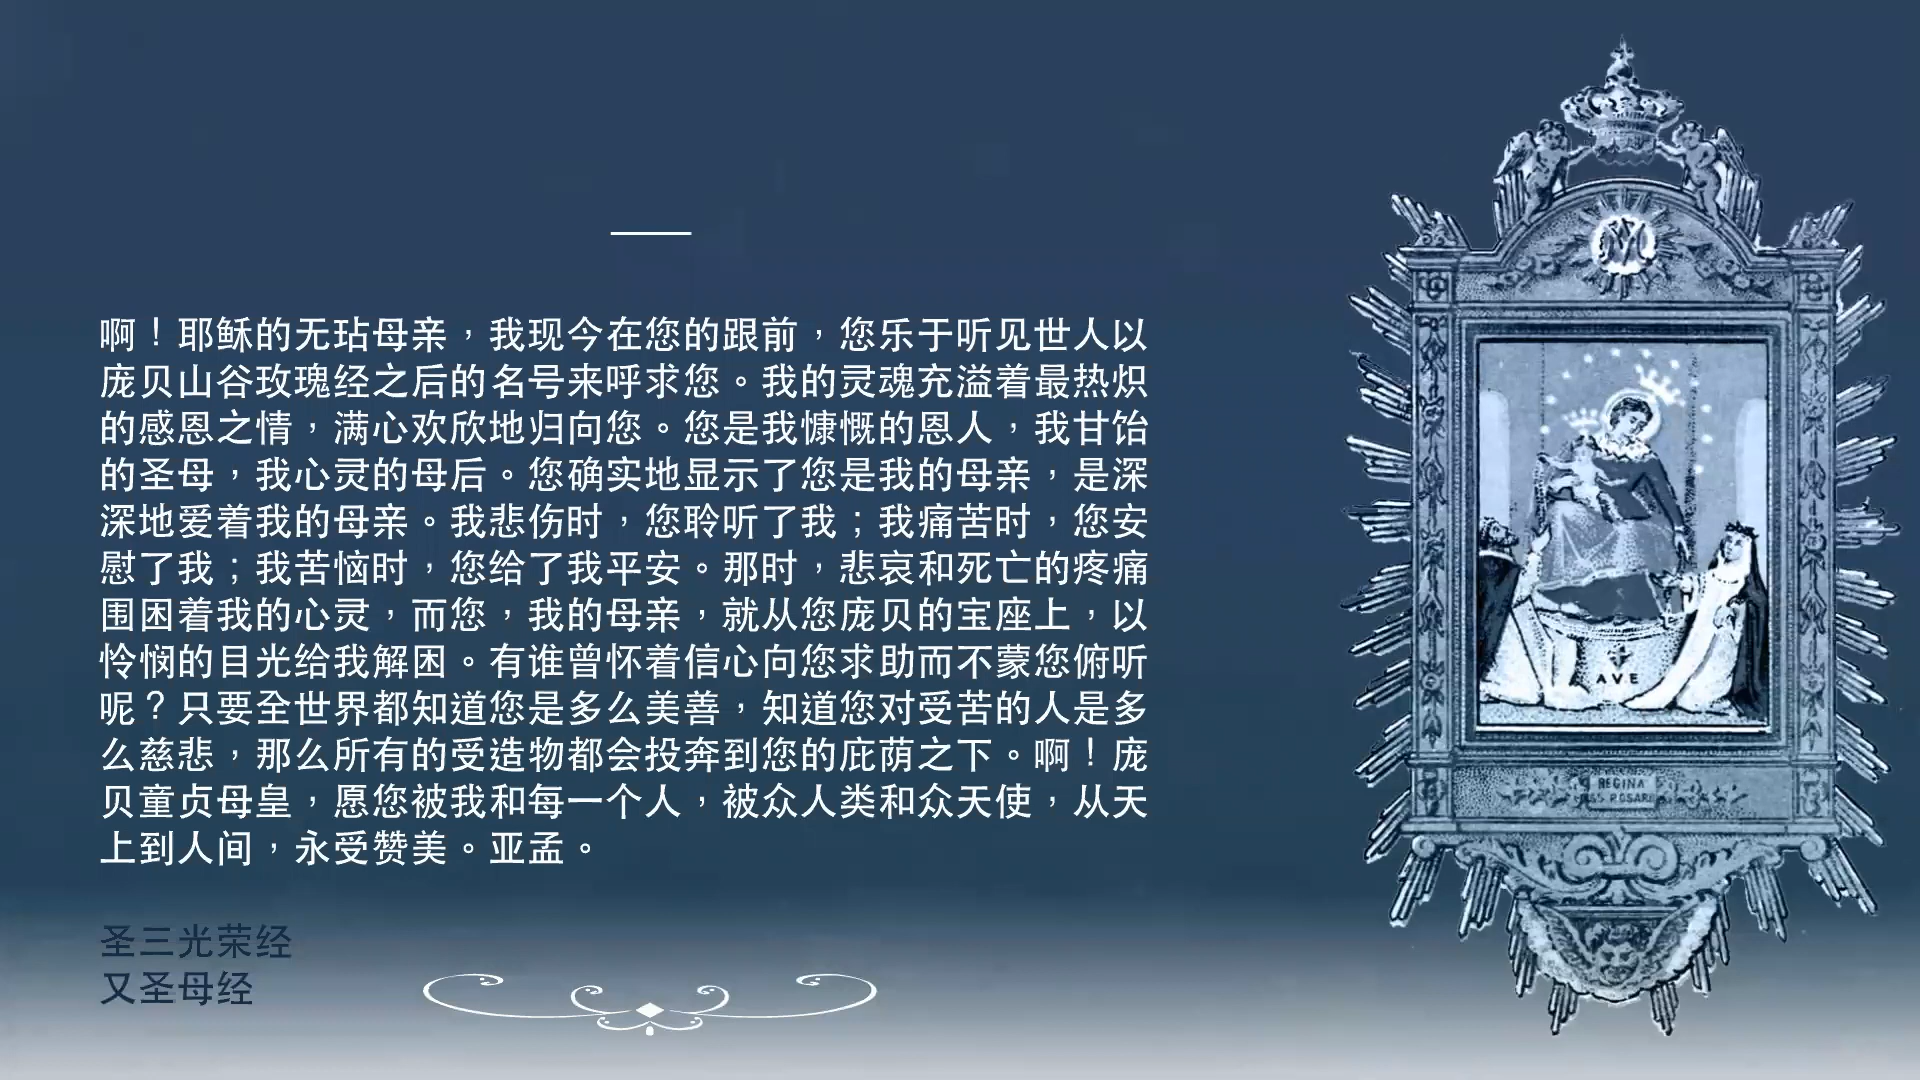 啊！耶稣的无玷母亲，我现今在您的跟前，您乐于听见世人以
庞贝山谷玫瑰经之后的名号来呼求您。我的灵魂充溢着最热炽
的感恩之情，满心欢欣地归向您。您是我慷慨的恩人，我甘饴
的圣母，我心灵的母后。您确实地显示了您是我的母亲，是深
深地爱着我的母亲。我悲伤时，您聆听了我；我痛苦时，您安
慰了我；我苦恼时，您给了我平安。那时，悲哀和死亡的疼痛
围困着我的心灵，而您，我的母亲，就从您庞贝的宝座上，以
怜悯的目光给我解困。有谁曾怀着信心向您求助而不蒙您俯听
呢？只要全世界都知道您是多么美善，知道您对受苦的人是多
么慈悲，那么所有的受造物都会投奔到您的庇荫之下。啊！庞
贝童贞母皇，愿您被我和每一个人，被众人类和众天使，从天
上到人间，永受赞美。亚孟。
圣三光荣经
又圣母经
AVE
REGINA